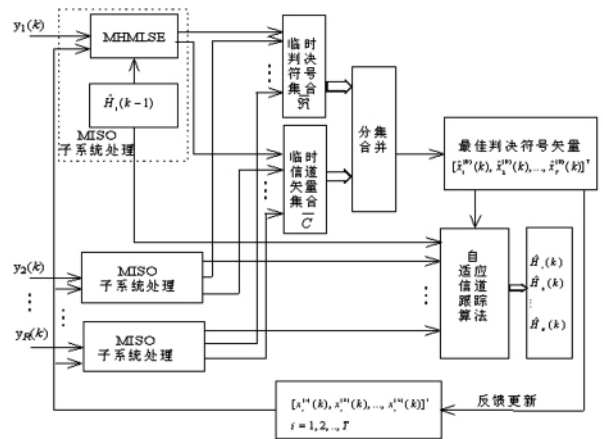 y₁(k)
MHMLSE
Ĥ₁(k-1)
MISO
子系统处理
临时
判决
符号
集合
ℜ̅
临时
信道
矢量
集合
C̅
分集
合并
最佳判决符号矢量
自
适应
信道
跟踪
算法
y₂(k)
MISO
子系统处理
y_R(k)
MISO
子系统处理
反馈更新
i = 1,2,..,T